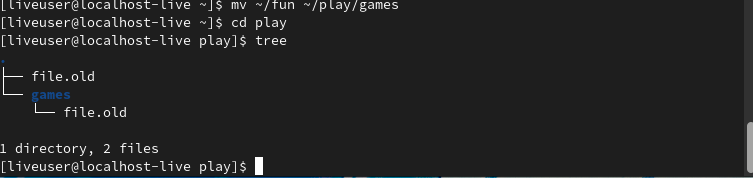 [liveuser@localhost-live ~]$ mv ~/fun ~/play/games
[liveuser@localhost-live ~]$ cd play
[liveuser@localhost-live play]$ tree
.
├── file.old
└── games
    └── file.old
1 directory, 2 files
[liveuser@localhost-live play]$